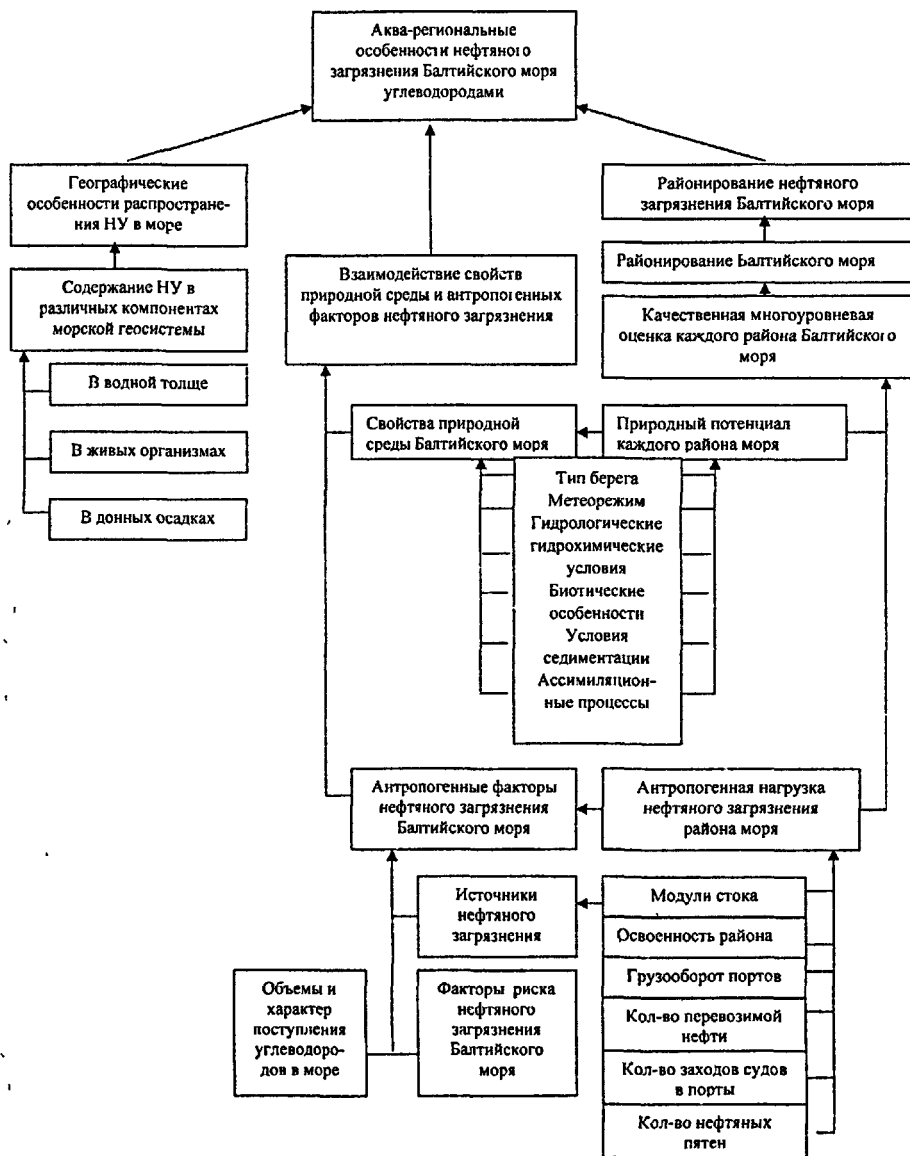 Аква-региональные
особенности нефтяного
загрязнения Балтийского моря
углеводородами
Географические
особенности распростране-
ния НУ в море
Содержание НУ в
различных компонентах
морской геосистемы
В водной толще
В живых организмах
В донных осадках
Взаимодействие свойств
природной среды и антропогенных
факторов нефтяного загрязнения
Районирование нефтяного
загрязнения Балтийского моря
Районирование Балтийского моря
Качественная многоуровневая
оценка каждого района Балтийского
моря
Свойства природной
среды Балтийского моря
Природный потенциал
каждого района моря
Тип берега
Метеорежим
Гидрологические
гидрохимические
условия
Биотические
особенности
Условия
седиментации
Ассимиляцион-
ные процессы
Антропогенные факторы
нефтяного загрязнения
Балтийского моря
Антропогенная нагрузка
нефтяного загрязнения
района моря
Источники
нефтяного
загрязнения
Объемы и
характер
поступления
углеводоро-
дов в море
Факторы риска
нефтяного
загрязнения
Балтийского
моря
Модули стока
Освоенность района
Грузооборот портов
Кол-во перевозимой
нефти
Кол-во заходов судов
в порты
Кол-во нефтяных
пятен